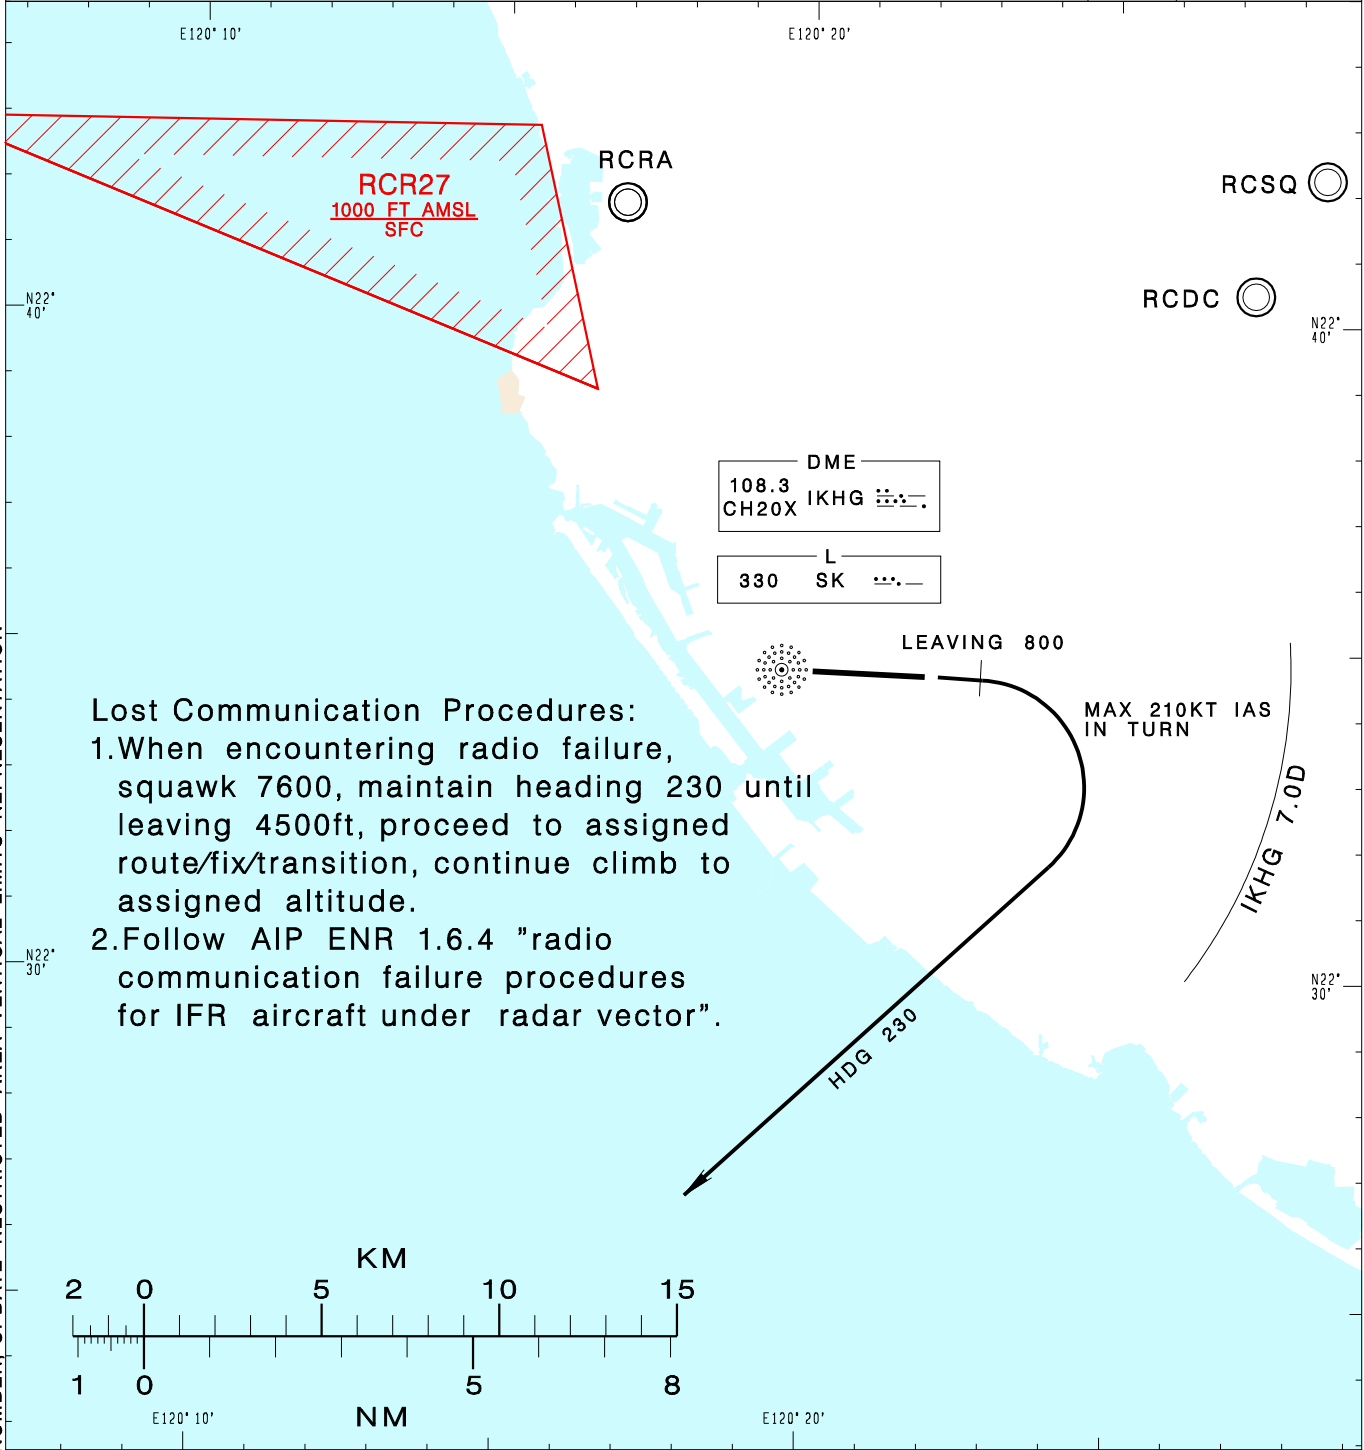 E120° 10'
E120° 20'
RCRA
RCSQ
RCR27
1000 FT AMSL
SFC
RCDC
N22°
40'
N22°
40'
DME
108.3
CH20X
IKHG
L
330 SK
LEAVING 800
MAX 210KT IAS
IN TURN
IKHG 7.0D
Lost Communication Procedures:
1.When encountering radio failure,
squawk 7600, maintain heading 230 until
leaving 4500ft, proceed to assigned
route/fix/transition, continue climb to
assigned altitude.
2.Follow AIP ENR 1.6.4 "radio
communication failure procedures
for IFR aircraft under radar vector".
N22°
30'
N22°
30'
HDG 230
KM
2 0 5 10 15
1 0 5 8
NM
E120° 10'
E120° 20'